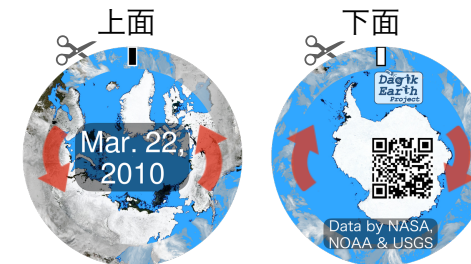 上面
下面
Dagik
Earth
Project
Mar. 22,
2010
Data by NASA,
NOAA & USGS